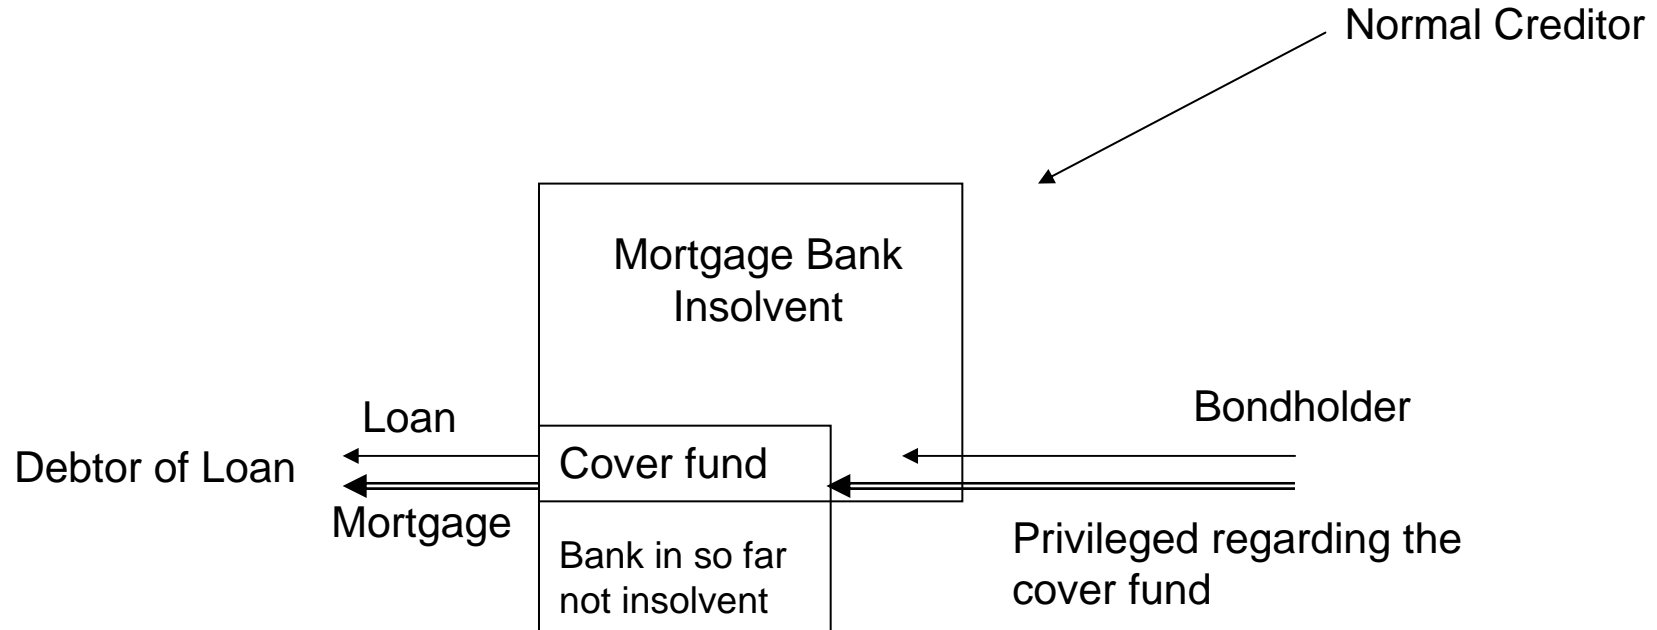 Normal Creditor
Mortgage Bank
Insolvent
Loan
Bondholder
Debtor of Loan
Cover fund
Mortgage
Privileged regarding the
cover fund
Bank in so far
not insolvent